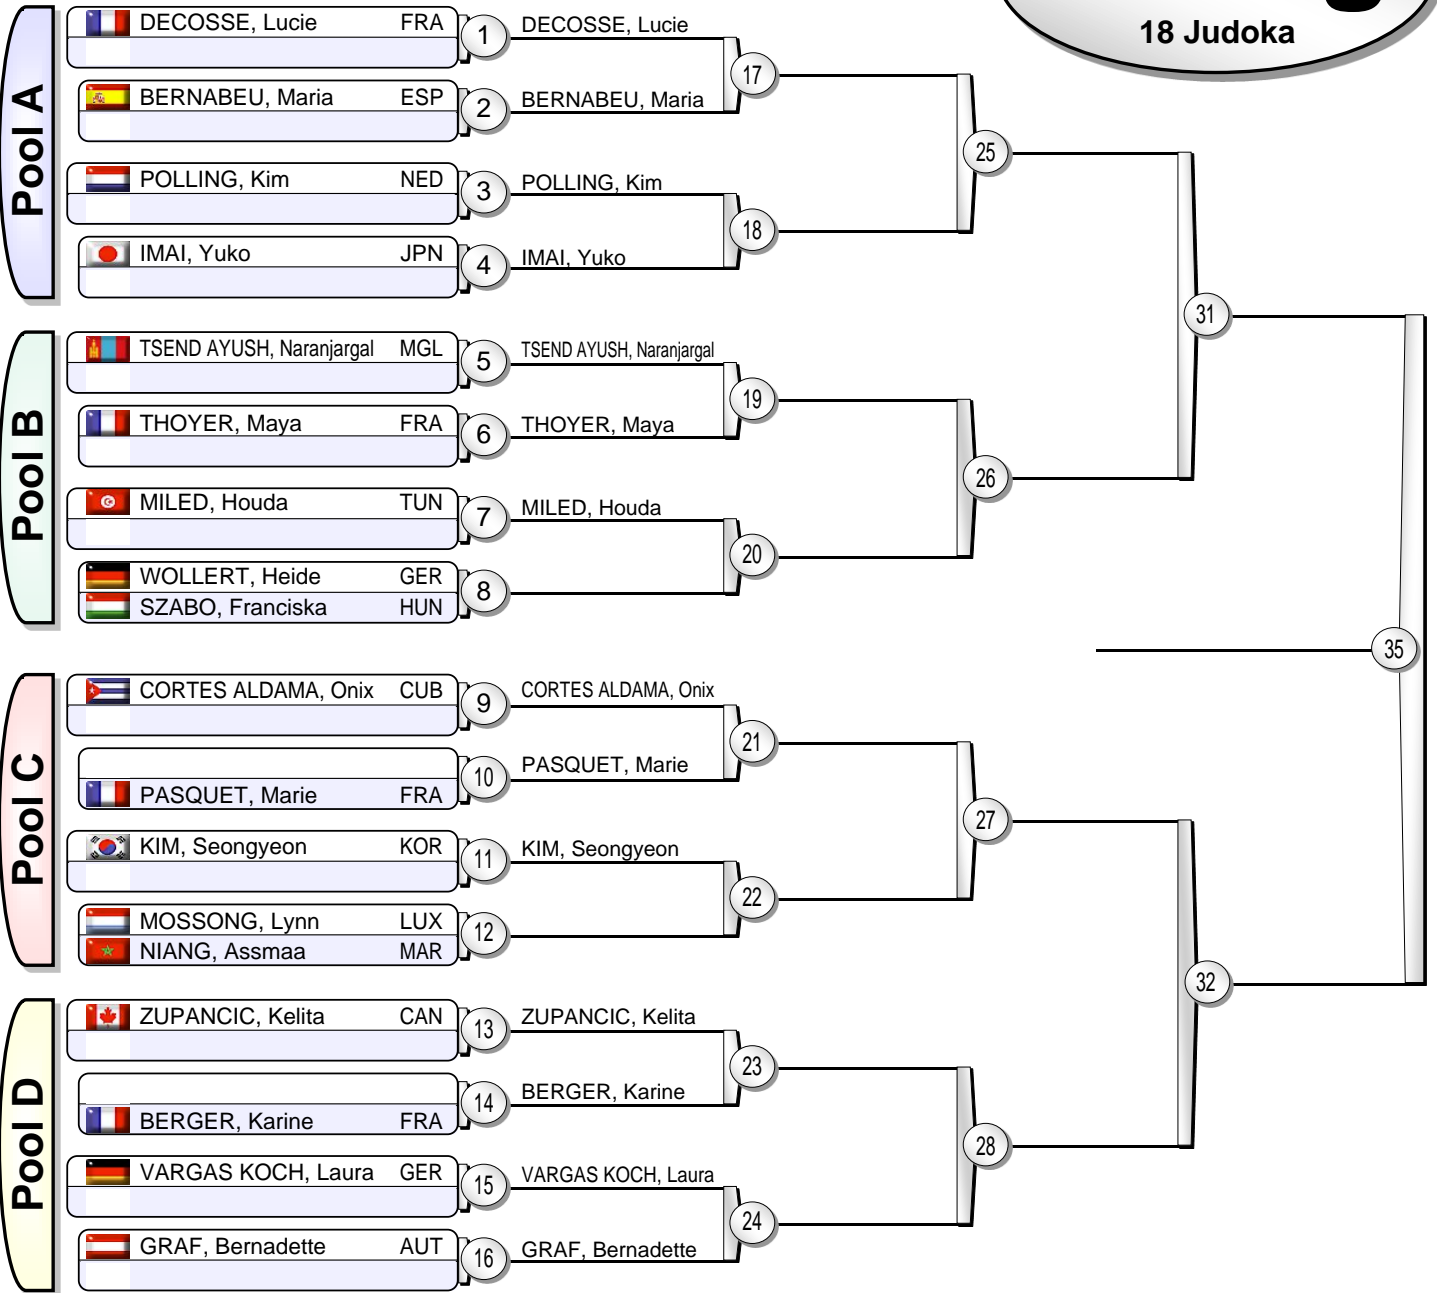 18 Judoka
Pool A
DECOSSE, Lucie FRA 1 DECOSSE, Lucie
17
BERNABEU, Maria ESP 2 BERNABEU, Maria
25
POLLING, Kim NED 3 POLLING, Kim
18
IMAI, Yuko JPN 4 IMAI, Yuko
31
Pool B
TSEND AYUSH, Naranjargal MGL 5 TSEND AYUSH, Naranjargal
19
THOYER, Maya FRA 6 THOYER, Maya
26
MILED, Houda TUN 7 MILED, Houda
20
WOLLERT, Heide GER 8
SZABO, Franciska HUN
35
Pool C
CORTES ALDAMA, Onix CUB 9 CORTES ALDAMA, Onix
21
10 PASQUET, Marie
PASQUET, Marie FRA
27
KIM, Seongyeon KOR 11 KIM, Seongyeon
22
MOSSONG, Lynn LUX 12
NIANG, Assmaa MAR
32
Pool D
ZUPANCIC, Kelita CAN 13 ZUPANCIC, Kelita
23
14 BERGER, Karine
BERGER, Karine FRA
28
VARGAS KOCH, Laura GER 15 VARGAS KOCH, Laura
24
GRAF, Bernadette AUT 16 GRAF, Bernadette